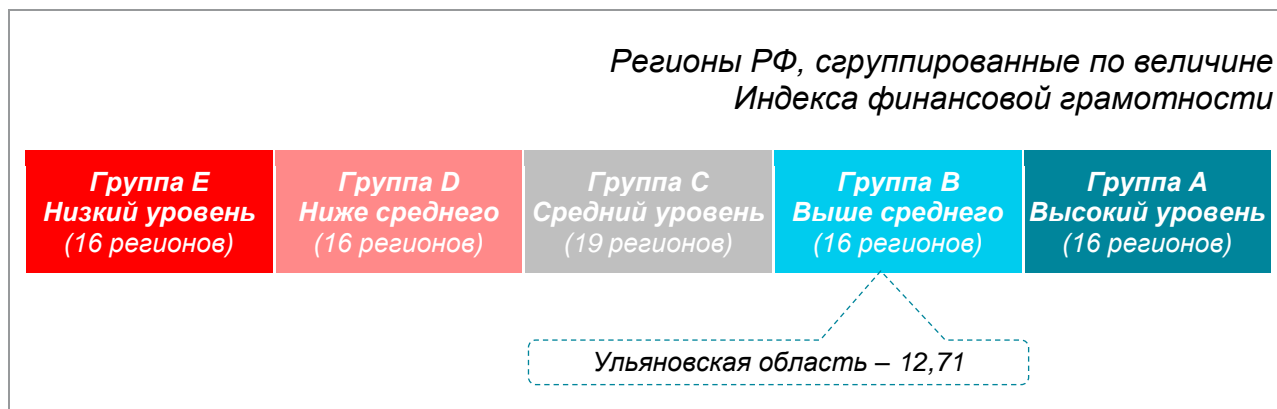 Регионы РФ, сгруппированные по величине
Индекса финансовой грамотности
Группа E
Низкий уровень
(16 регионов)
Группа D
Ниже среднего
(16 регионов)
Группа C
Средний уровень
(19 регионов)
Группа B
Выше среднего
(16 регионов)
Группа A
Высокий уровень
(16 регионов)
Ульяновская область – 12,71